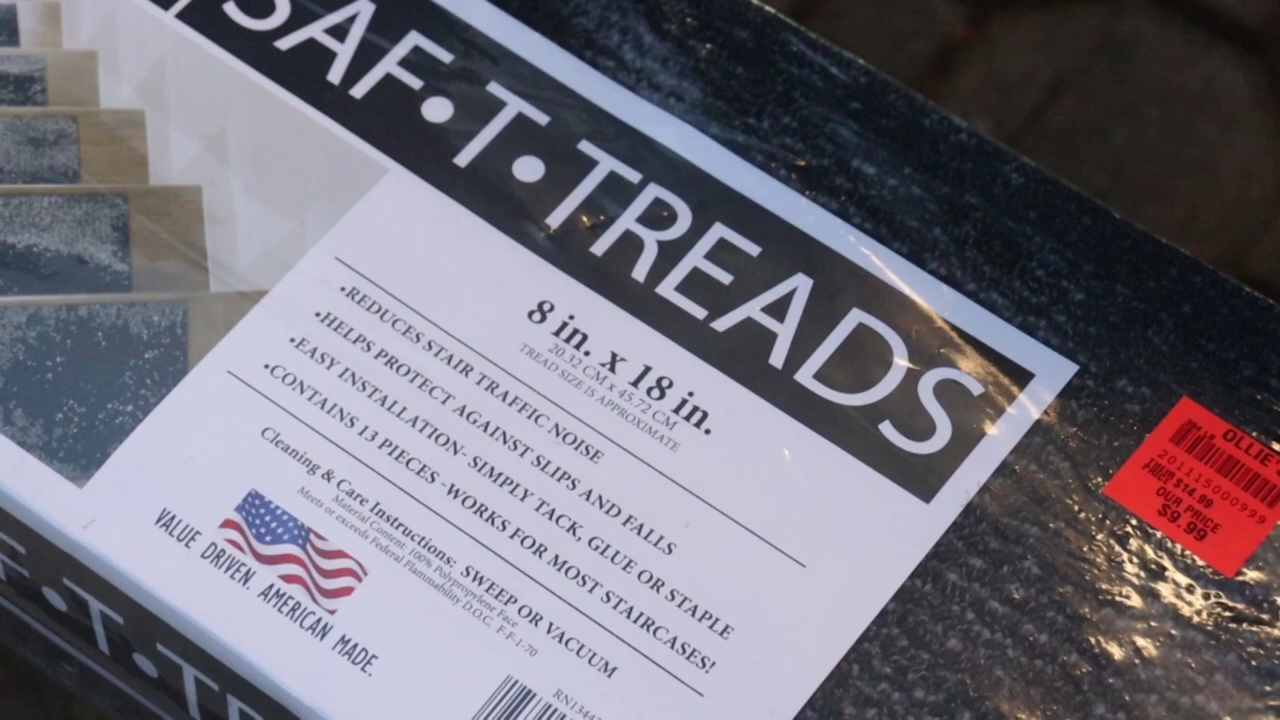 SAF•T•TREADS
8 in. x 18 in.
20.32 CM x 45.72 CM
TREAD SIZE IS APPROXIMATE
•REDUCES STAIR TRAFFIC NOISE
•HELPS PROTECT AGAINST SLIPS AND FALLS
•EASY INSTALLATION- SIMPLY TACK, GLUE OR STAPLE
•CONTAINS 13 PIECES -WORKS FOR MOST STAIRCASES!
Cleaning & Care Instructions: SWEEP OR VACUUM
Material Content: 100% Polypropylene Face
Meets or exceeds Federal Flammability D.O.C. F-F-1-70
VALUE DRIVEN. AMERICAN MADE.
OLLIE'
201115000999
$14.99
OUR PRICE
$9.99
F•T•TR